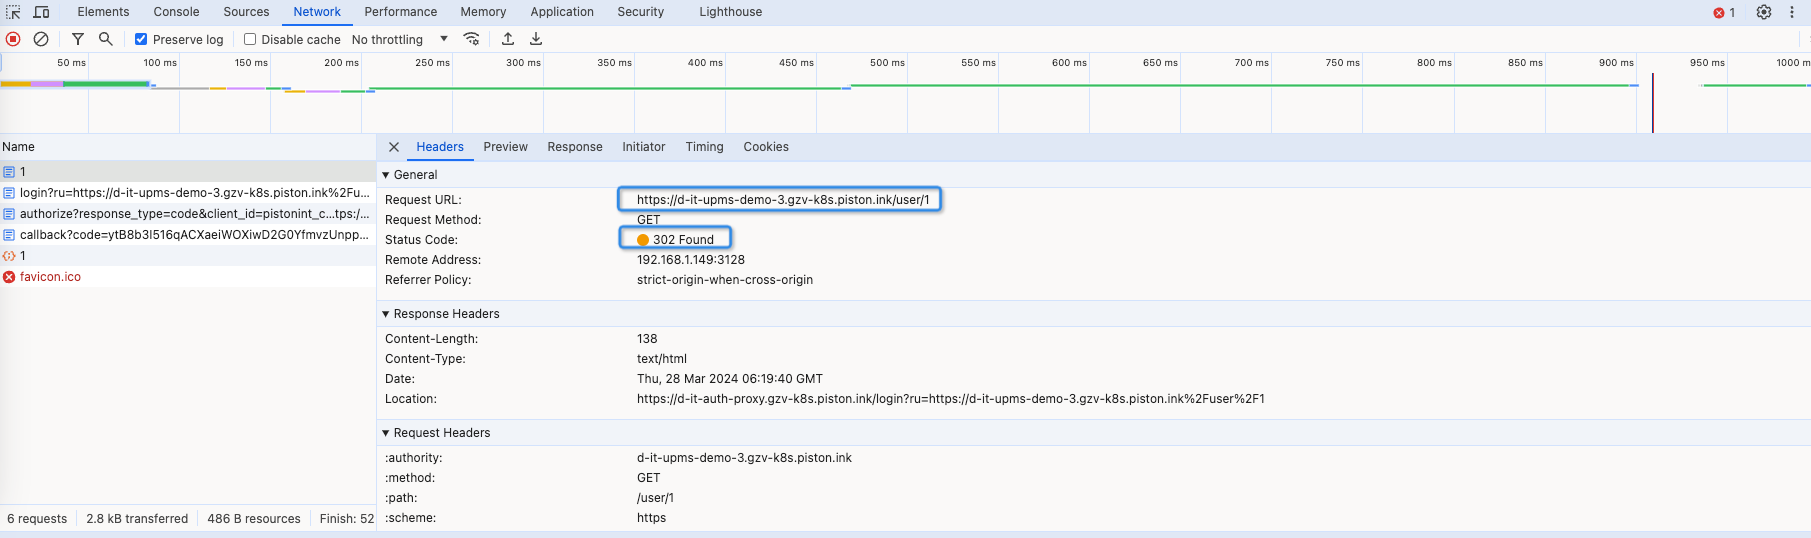 Elements Console Sources Network Performance Memory Application Security Lighthouse 1
Preserve log Disable cache No throttling
50 ms 100 ms 150 ms 200 ms 250 ms 300 ms 350 ms 400 ms 450 ms 500 ms 550 ms 600 ms 650 ms 700 ms 750 ms 800 ms 850 ms 900 ms 950 ms 1000 m
Name
1
login?ru=https://d-it-upms-demo-3.gzv-k8s.piston.ink%2Fu...
authorize?response_type=code&client_id=pistonint_c...tps:/...
callback?code=ytB8b3l516qACXaeiWOXiwD2G0YfmvzUnpp...
1
favicon.ico
6 requests 2.8 kB transferred 486 B resources Finish: 52
Headers Preview Response Initiator Timing Cookies
General
Request URL: https://d-it-upms-demo-3.gzv-k8s.piston.ink/user/1
Request Method: GET
Status Code: 302 Found
Remote Address: 192.168.1.149:3128
Referrer Policy: strict-origin-when-cross-origin
Response Headers
Content-Length: 138
Content-Type: text/html
Date: Thu, 28 Mar 2024 06:19:40 GMT
Location: https://d-it-auth-proxy.gzv-k8s.piston.ink/login?ru=https://d-it-upms-demo-3.gzv-k8s.piston.ink%2Fuser%2F1
Request Headers
:authority: d-it-upms-demo-3.gzv-k8s.piston.ink
:method: GET
:path: /user/1
:scheme: https